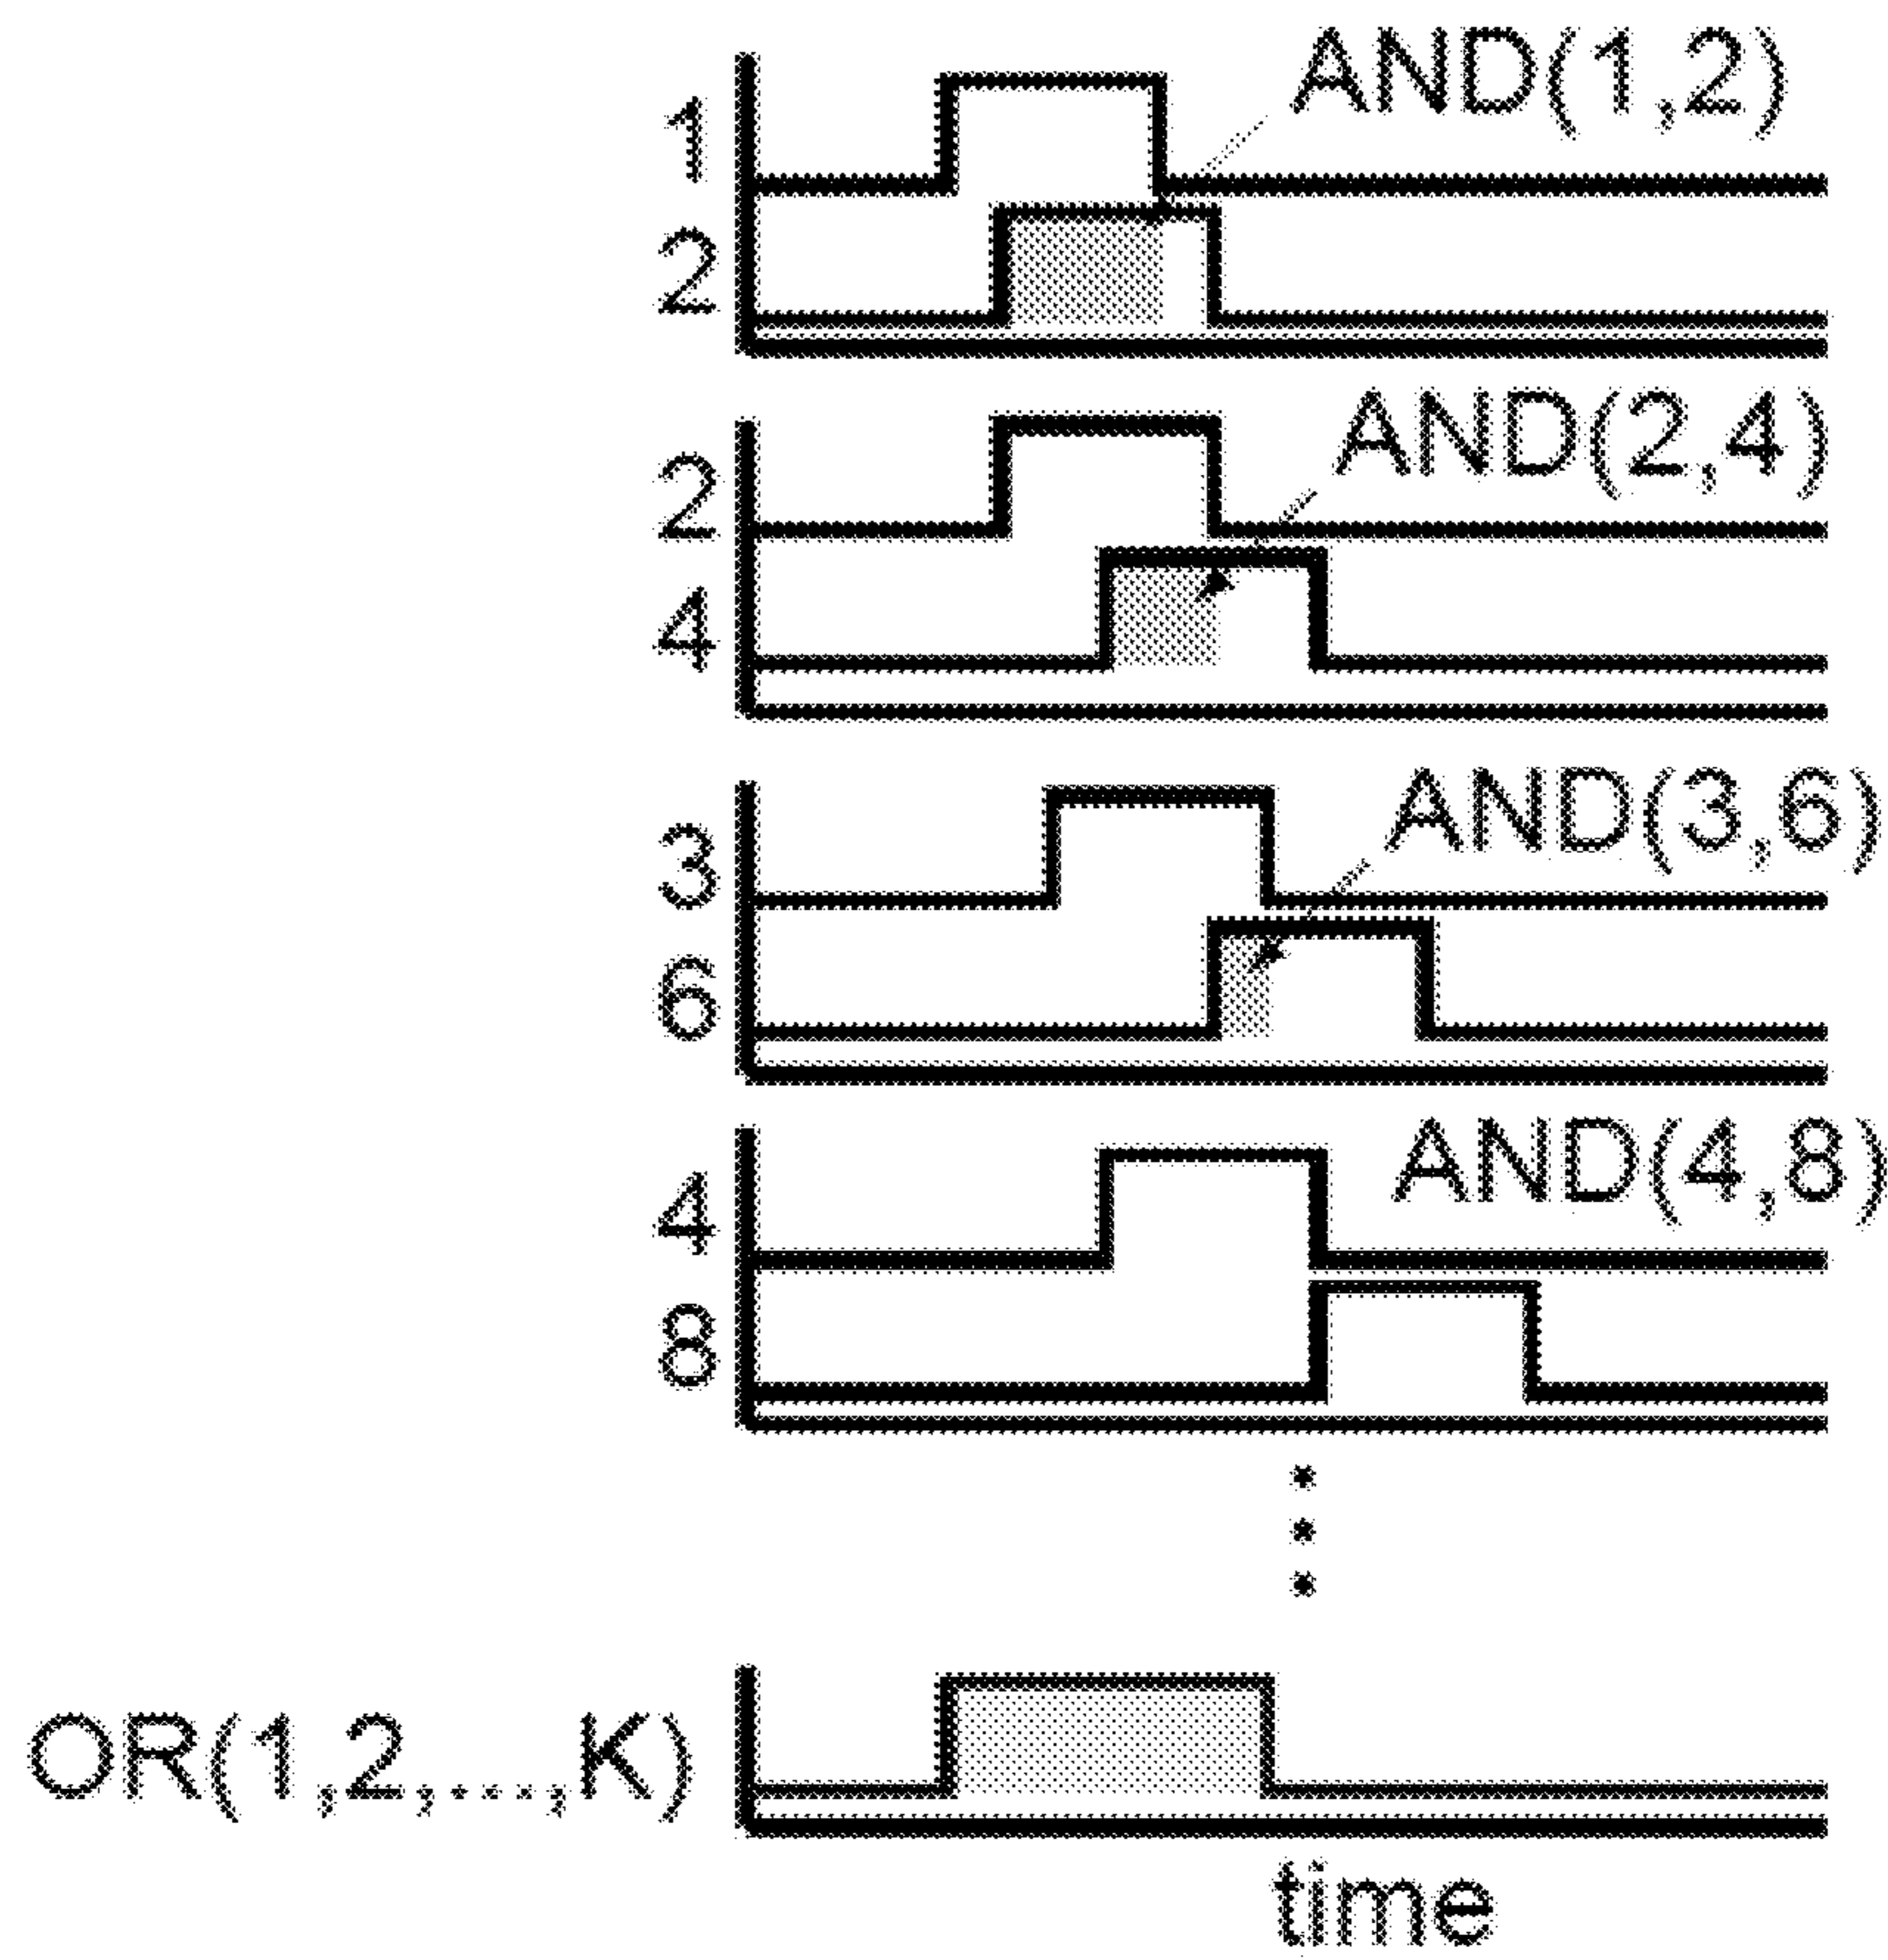 AND(1,2)
1
2
AND(2,4)
2
4
AND(3,6)
3
6
AND(4,8)
4
8
OR(1,2,...,K)
time